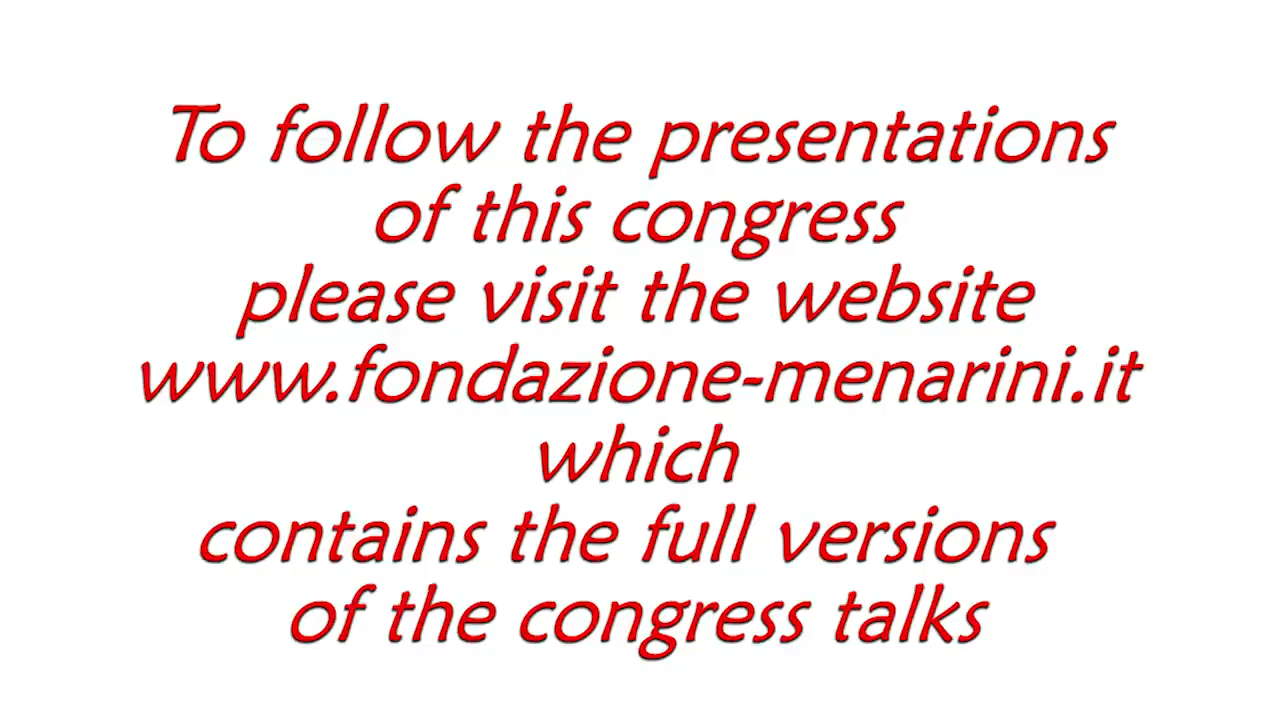 To follow the presentations
of this congress
please visit the website
www.fondazione-menarini.it
which
contains the full versions
of the congress talks